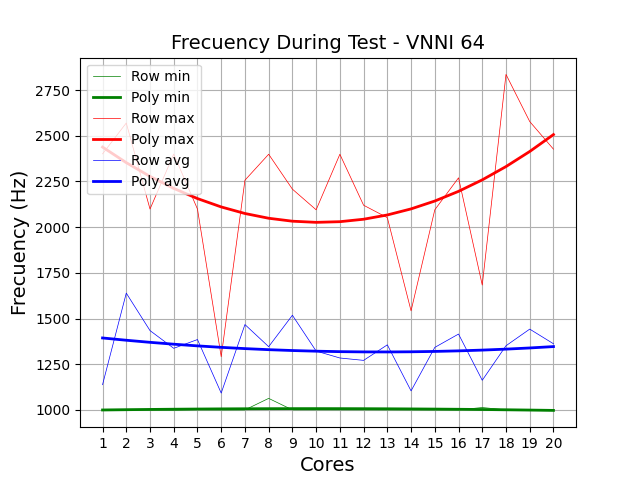 Frecuency During Test - VNNI 64
Frecuency (Hz)
2750
2500
2250
2000
1750
1500
1250
1000
Row min
Poly min
Row max
Poly max
Row avg
Poly avg
1 2 3 4 5 6 7 8 9 10 11 12 13 14 15 16 17 18 19 20
Cores